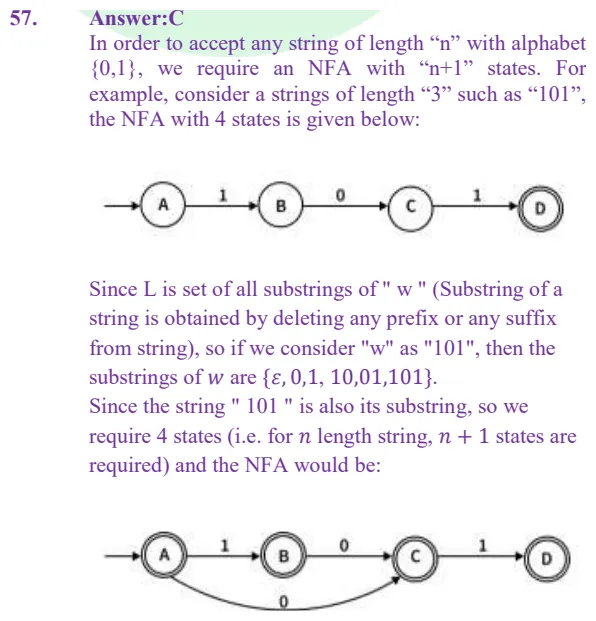 57. Answer:C
In order to accept any string of length “n” with alphabet
{0,1}, we require an NFA with “n+1” states. For
example, consider a strings of length “3” such as “101”,
the NFA with 4 states is given below:
A 1 B 0 C 1 D
Since L is set of all substrings of " w " (Substring of a
string is obtained by deleting any prefix or any suffix
from string), so if we consider "w" as "101", then the
substrings of w are {ε, 0,1, 10,01,101}.
Since the string " 101 " is also its substring, so we
require 4 states (i.e. for n length string, n + 1 states are
required) and the NFA would be:
A 1 B 0 C 1 D
0